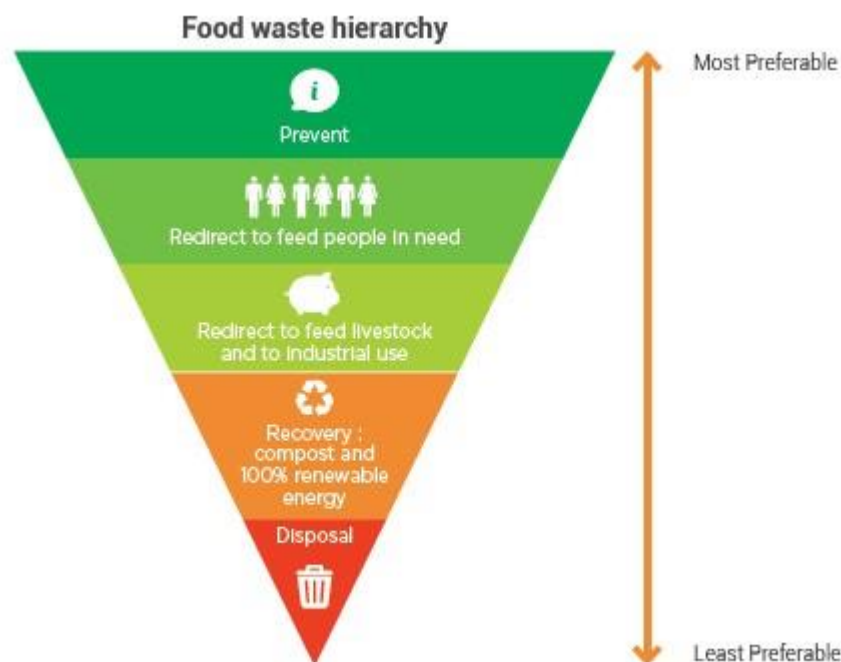 Food waste hierarchy
Most Preferable
i
Prevent
Redirect to feed people in need
Redirect to feed livestock
and to industrial use
Recovery :
compost and
100% renewable
energy
Disposal
Least Preferable